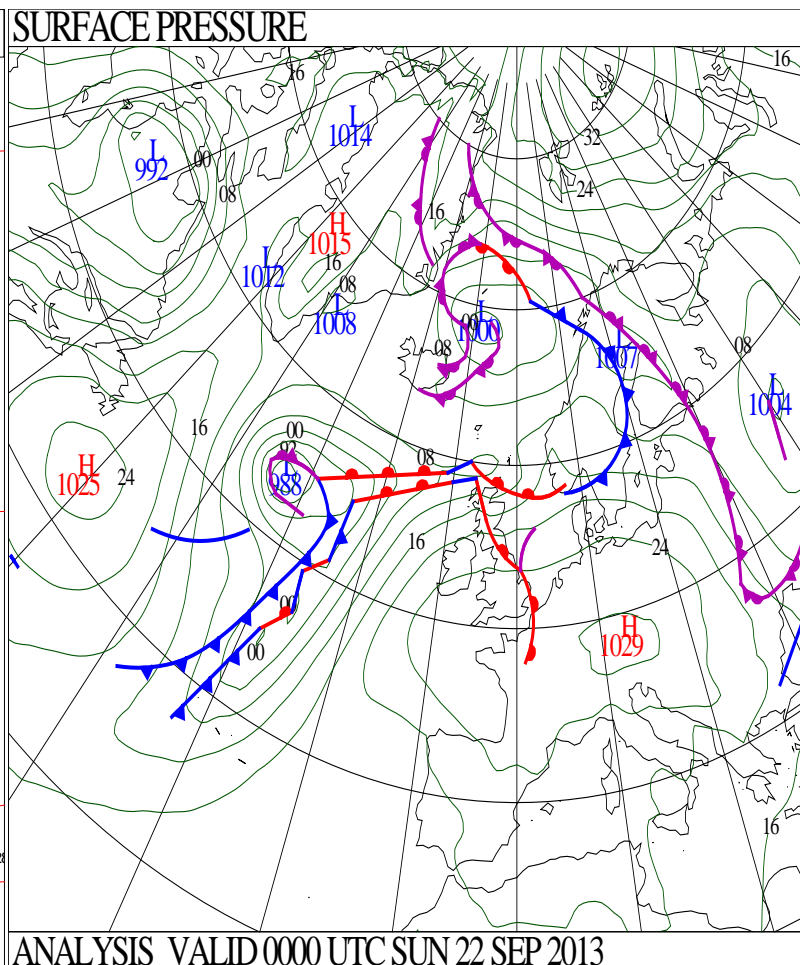 SURFACE PRESSURE
16
16
L
1014
32
L
992
00
24
08
16
H
1015
L
1012
16
08
L
1008
L
1000
08
L
1007
08
L
1004
16
00
92
08
H
1025
24
L
988
16
24
00
H
1029
00
16
ANALYSIS VALID 0000 UTC SUN 22 SEP 2013